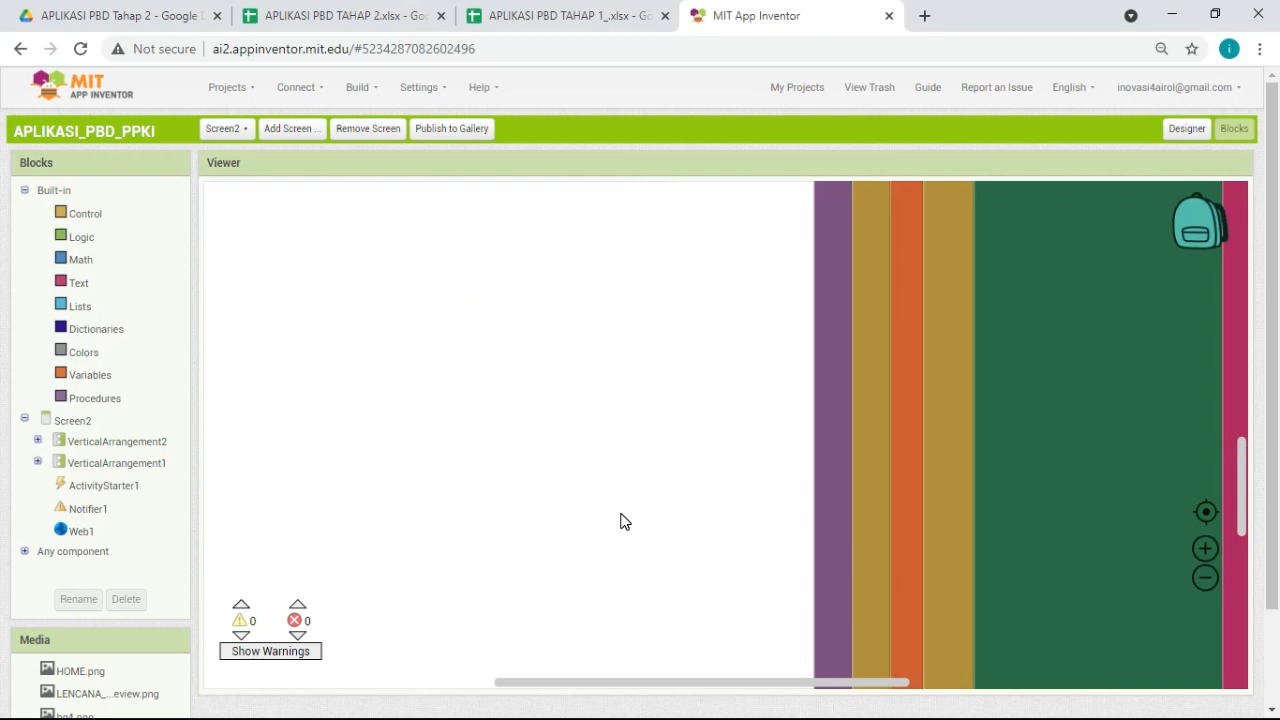 APLIKASI PBD Tahap 2 - Google D
APLIKASI PBD TAHAP 2.xlsx - Goo
APLIKASI PBD TAHAP 1_.xlsx - Goo
MIT App Inventor
Not secure
ai2.appinventor.mit.edu/#5234287082602496
i
MIT
APP INVENTOR
Projects
Connect
Build
Settings
Help
My Projects
View Trash
Guide
Report an Issue
English
inovasi4airol@gmail.com
APLIKASI_PBD_PPKI
Screen2
Add Screen ...
Remove Screen
Publish to Gallery
Designer
Blocks
Blocks
Viewer
Built-in
Control
Logic
Math
Text
Lists
Dictionaries
Colors
Variables
Procedures
Screen2
VerticalArrangement2
VerticalArrangement1
ActivityStarter1
Notifier1
Web1
Any component
Rename
Delete
0
0
Show Warnings
Media
HOME.png
LENCANA_...eview.png
bg4.png